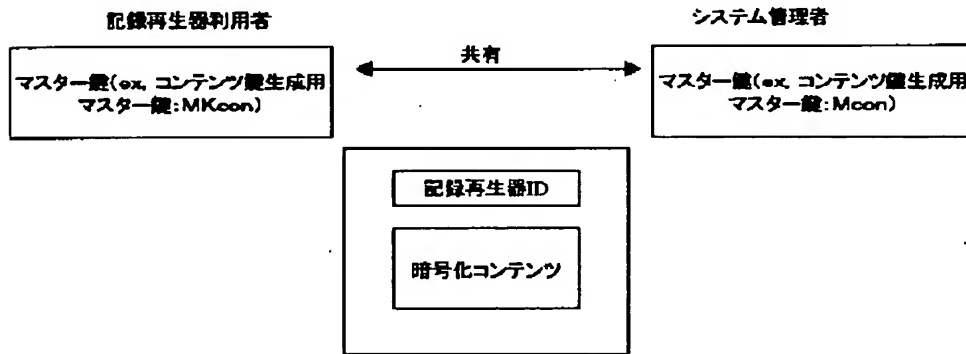 記録再生器利用者
システム管理者
マスター鍵(ex, コンテンツ鍵生成用
マスター鍵:MKcon)
共有
マスター鍵(ex, コンテンツ鍵生成用
マスター鍵:Mcon)
記録再生器ID
暗号化コンテンツ